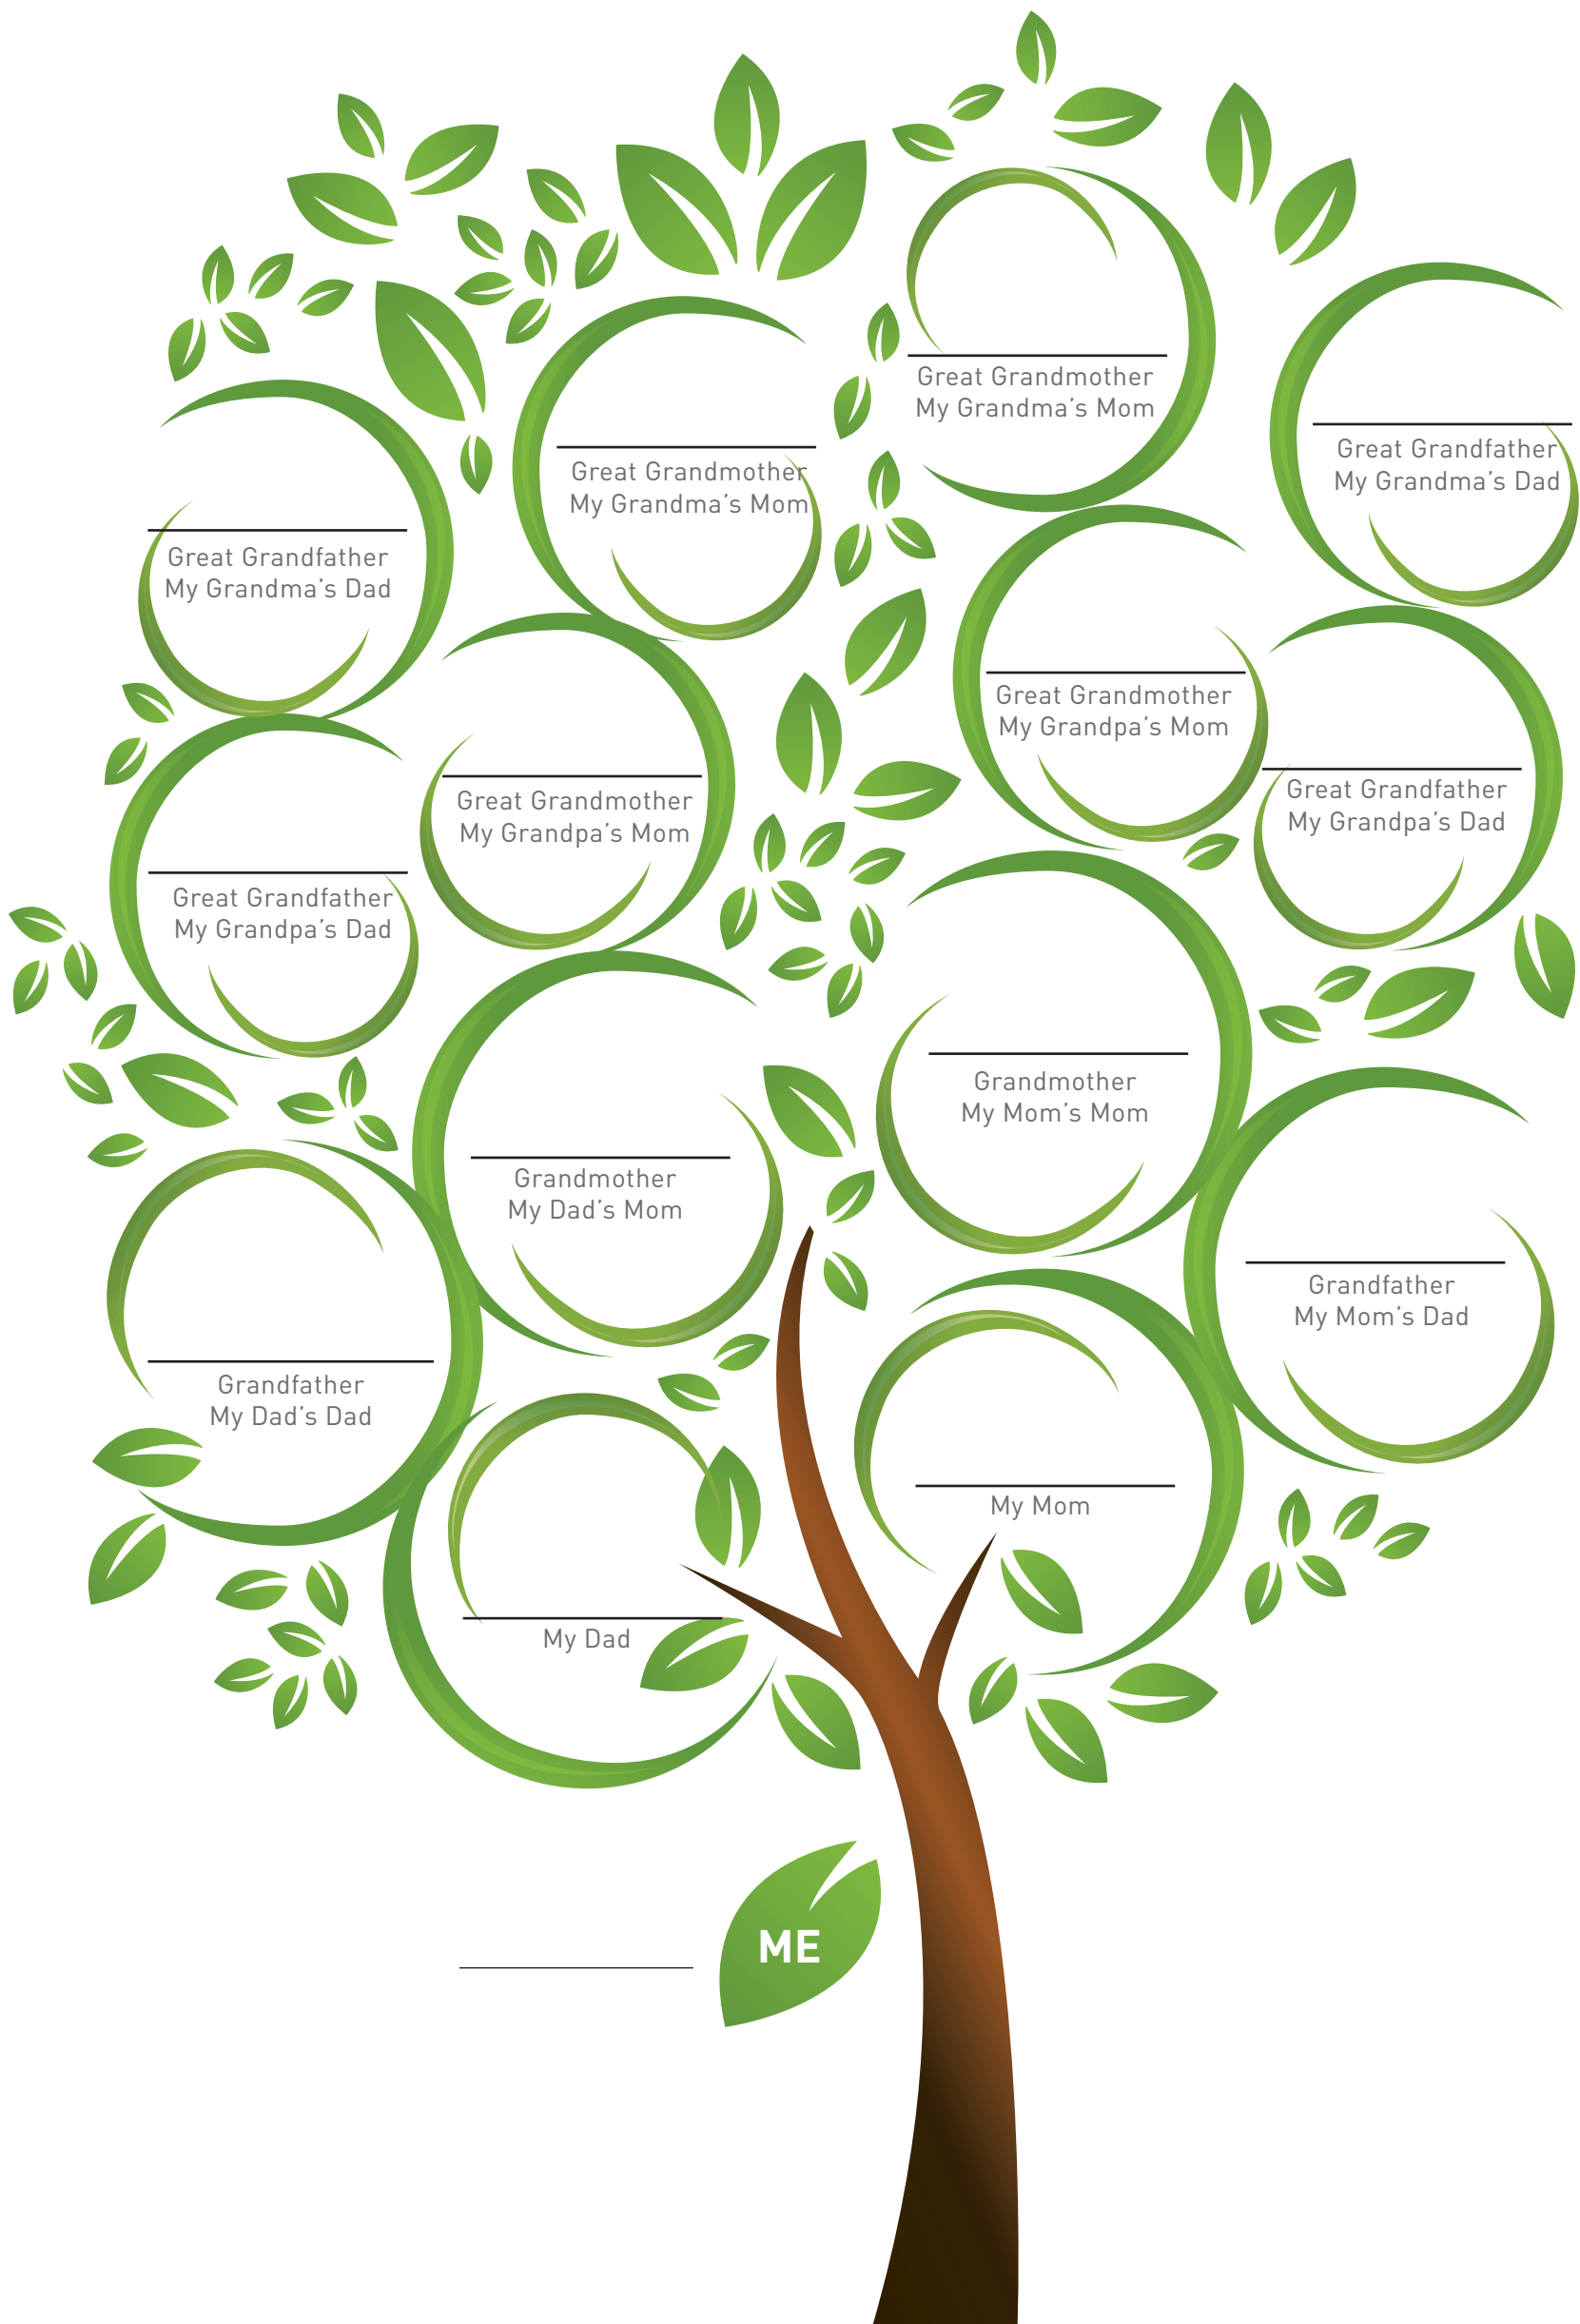 Great Grandmother
My Grandma’s Mom
Great Grandfather
My Grandma’s Dad
Great Grandmother
My Grandma’s Mom
Great Grandfather
My Grandma’s Dad
Great Grandmother
My Grandpa’s Mom
Great Grandfather
My Grandpa’s Dad
Great Grandmother
My Grandpa’s Mom
Great Grandfather
My Grandpa’s Dad
Grandmother
My Mom’s Mom
Grandmother
My Dad’s Mom
Grandfather
My Mom’s Dad
Grandfather
My Dad’s Dad
My Mom
My Dad
ME